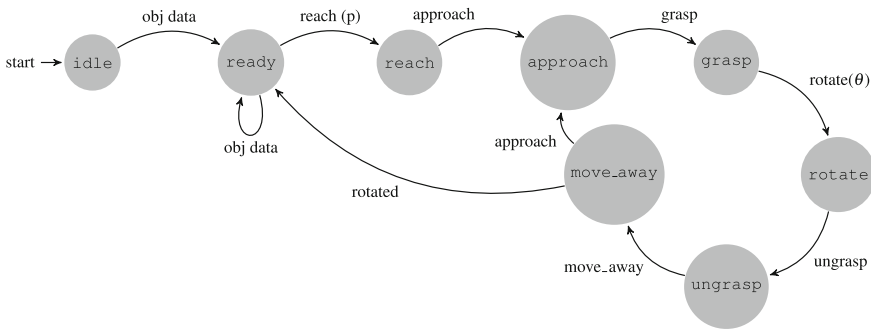 start
idle
obj data
ready
obj data
reach (p)
reach
approach
approach
grasp
grasp
rotate(θ)
rotate
ungrasp
ungrasp
move_away
move_away
approach
rotated